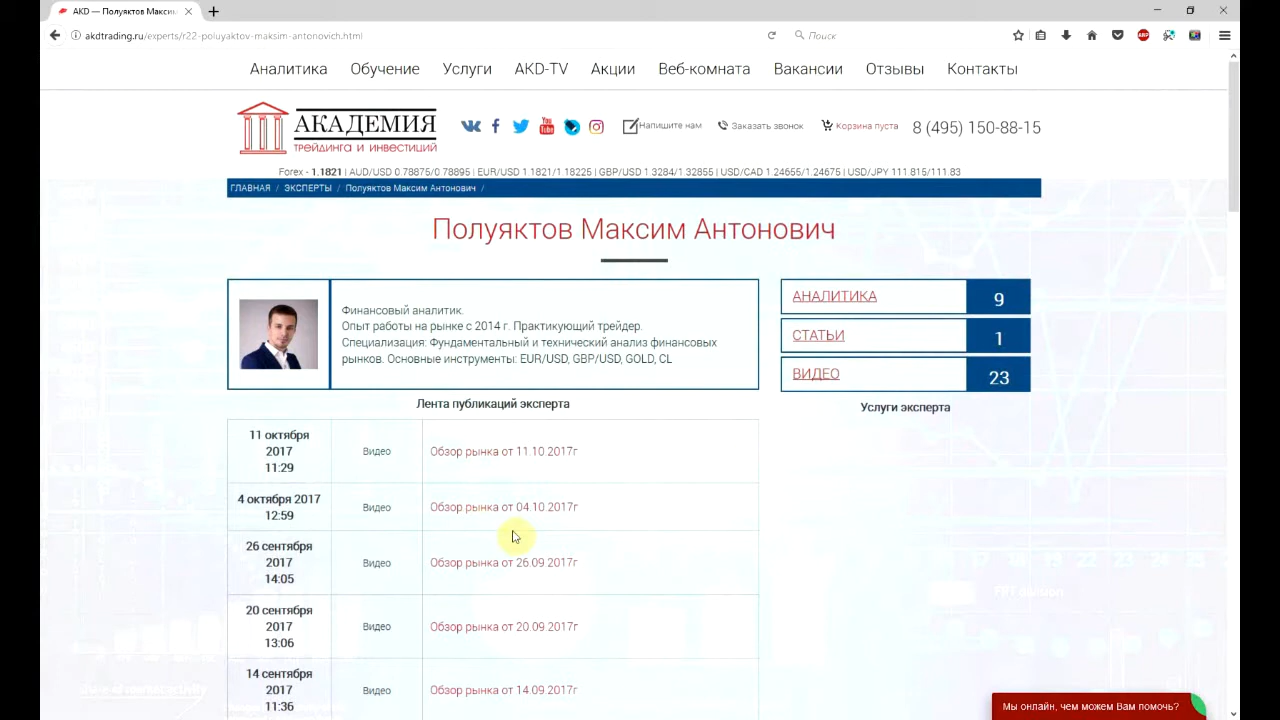 AKD — Полуяктов Максим
akdtrading.ru/experts/r22-poluyaktov-maksim-antonovich.html
Поиск
ABP
Аналитика Обучение Услуги AKD-TV Акции Веб-комната Вакансии Отзывы Контакты
АКАДЕМИЯ
ТРЕЙДИНГА И ИНВЕСТИЦИЙ
You Tube
Напишите нам Заказать звонок Корзина пуста 8 (495) 150-88-15
Forex - 1,1821 | AUD/USD 0.78875/0.78895 | EUR/USD 1.1821/1.18225 | GBP/USD 1.3284/1.32855 | USD/CAD 1.24655/1.24675 | USD/JPY 111.815/111.83
ГЛАВНАЯ / ЭКСПЕРТЫ / Полуяктов Максим Антонович /
Полуяктов Максим Антонович
Финансовый аналитик.
Опыт работы на рынке с 2014 г. Практикующий трейдер.
Специализация: Фундаментальный и технический анализ финансовых
рынков. Основные инструменты: EUR/USD, GBP/USD, GOLD, CL
АНАЛИТИКА 9
СТАТЬИ 1
ВИДЕО 23
Услуги эксперта
Лента публикаций эксперта
11 октября
2017
11:29
Видео
Обзор рынка от 11.10.2017г
4 октября 2017
12:59
Видео
Обзор рынка от 04.10.2017г
26 сентября
2017
14:05
Видео
Обзор рынка от 26.09.2017г
20 сентября
2017
13:06
Видео
Обзор рынка от 20.09.2017г
14 сентября
2017
11:36
Видео
Обзор рынка от 14.09.2017г
Мы онлайн, чем можем Вам помочь?